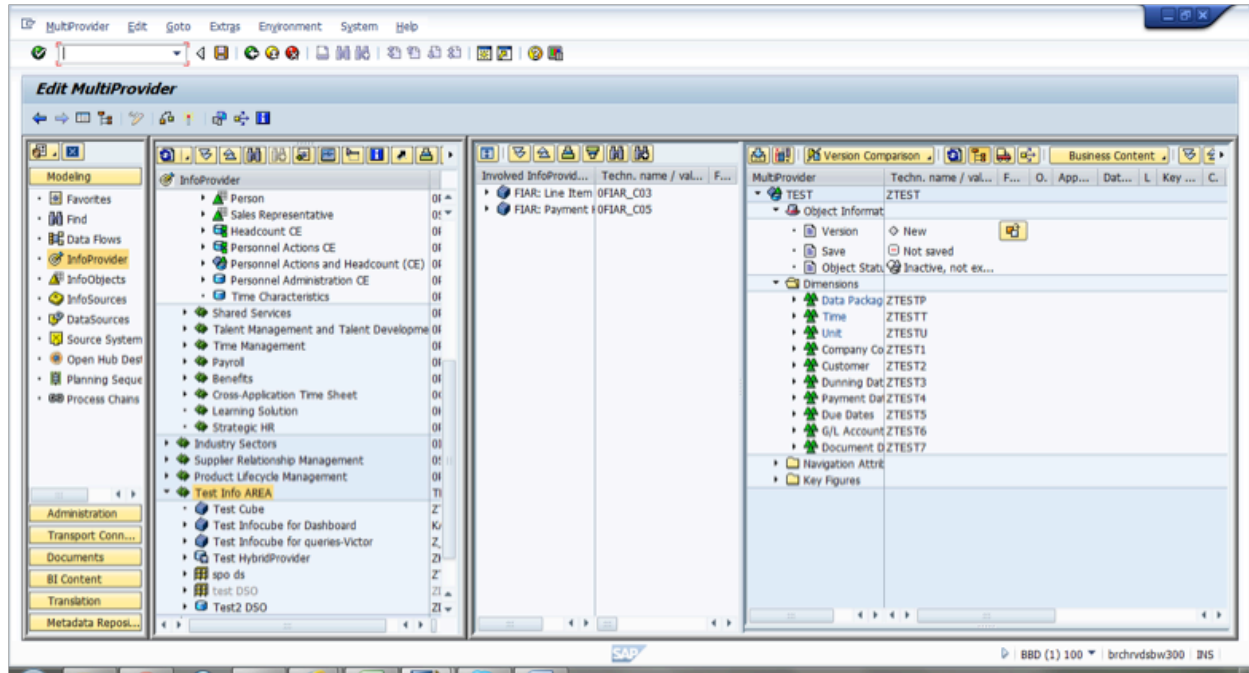 MultiProvider Edit Goto Extras Environment System Help
Edit MultiProvider
Modeling
Favorites
Find
Data Flows
InfoProvider
InfoObjects
InfoSources
DataSources
Source System
Open Hub Dest
Planning Seque
Process Chains
Administration
Transport Conn...
Documents
BI Content
Translation
Metadata Reposi...
InfoProvider
Person
Sales Representative
Headcount CE
Personnel Actions CE
Personnel Actions and Headcount (CE)
Personnel Administration CE
Time Characteristics
Shared Services
Talent Management and Talent Developme
Time Management
Payroll
Benefits
Cross-Application Time Sheet
Learning Solution
Strategic HR
Industry Sectors
Supplier Relationship Management
Product Lifecycle Management
Test Info AREA
Test Cube
Test Infocube for Dashboard
Test Infocube for queries-Victor
Test HybridProvider
spo ds
test DSO
Test2 DSO
Involved InfoProvid... Techn. name / val... F...
FIAR: Line Item 0FIAR_C03
FIAR: Payment 0FIAR_C05
Version Comparison Business Content
MultiProvider Techn. name / val... F... O. App... Dat... L Key ... C.
TEST ZTEST
Object Informat
Version New
Save Not saved
Object Statu Inactive, not ex...
Dimensions
Data Packag ZTESTP
Time ZTESTT
Unit ZTESTU
Company Co ZTEST1
Customer ZTEST2
Dunning Dat ZTEST3
Payment Dat ZTEST4
Due Dates ZTEST5
G/L Account ZTEST6
Document D ZTEST7
Navigation Attrib
Key Figures
SAP
BBD (1) 100 brchrvdsbw300 INS